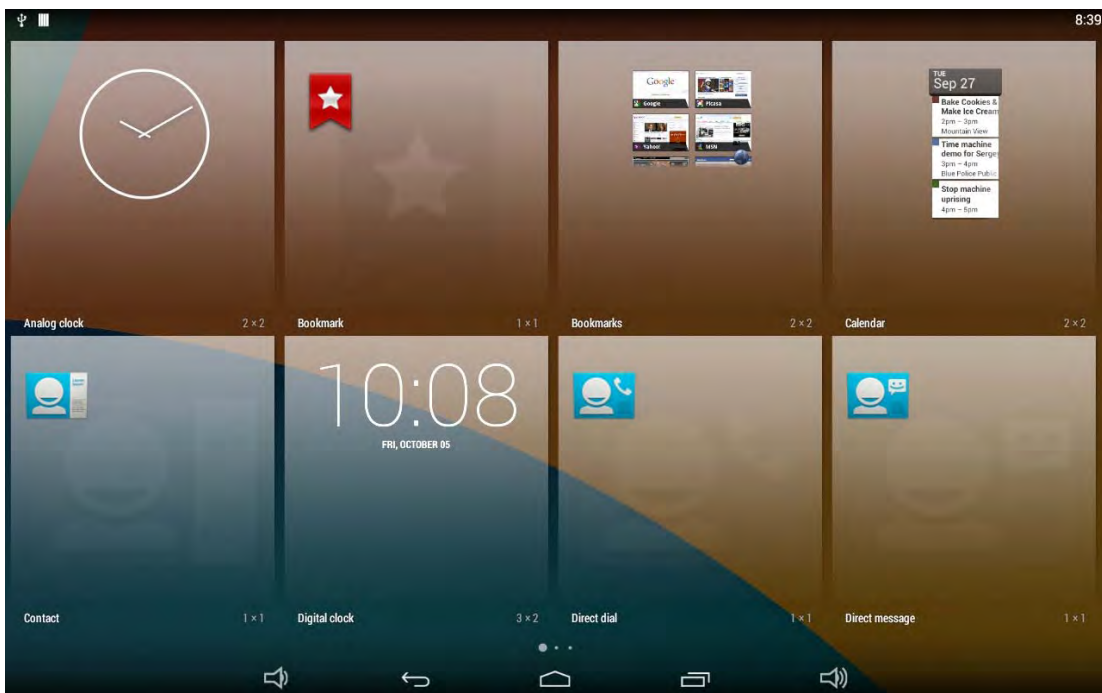 8:39
Google
Google
Picasa
Yahoo!
MSN
TUE
Sep 27
Bake Cookies &
Make Ice Cream
2pm – 3pm
Mountain View
Time machine
demo for Sergey
3pm – 4pm
Blue Police Public
Stop machine
uprising
4pm – 5pm
Analog clock 2 × 2
Bookmark 1 × 1
Bookmarks 2 × 2
Calendar 2 × 2
10:08
FRI, OCTOBER 05
Contact 1 × 1
Digital clock 3 × 2
Direct dial 1 × 1
Direct message 1 × 1